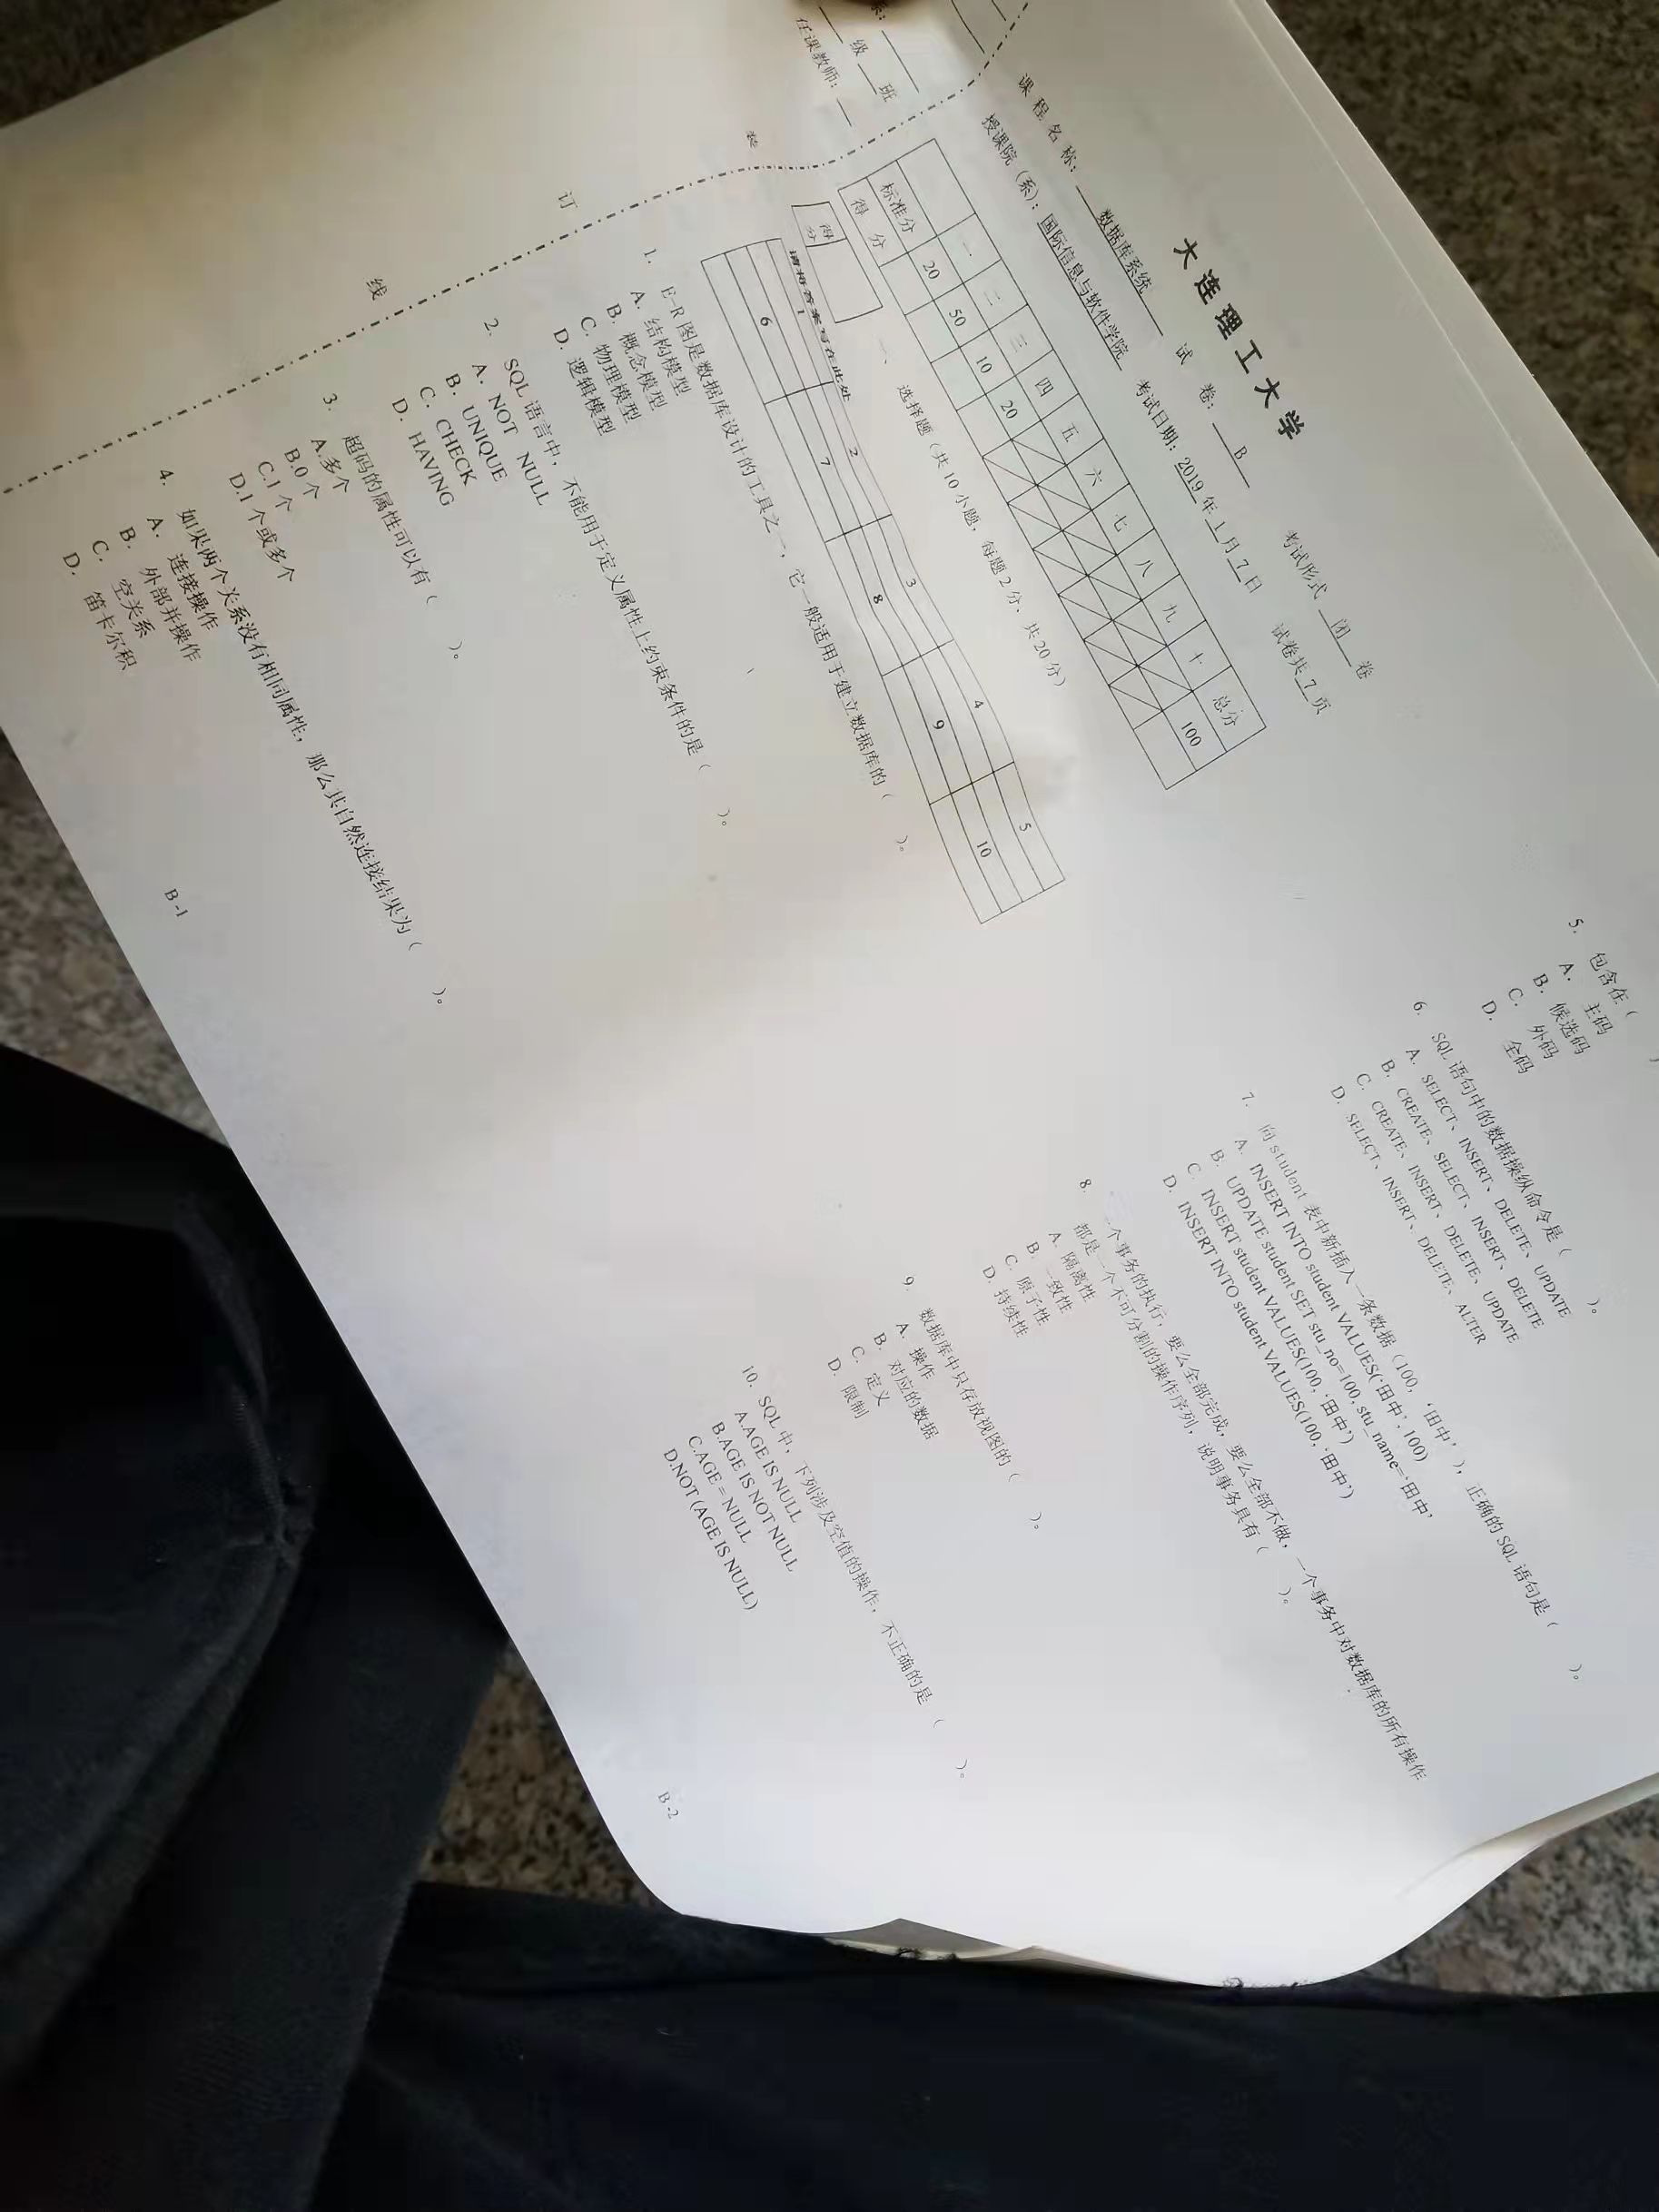 大连理工大学
课 程 名 称： 数据库系统 试 卷： B 考试形式 闭 卷
授课院（系）：国际信息与软件学院 考试日期：2019年1月7日 试卷共7页
一 二 三 四 五 六 七 八 九 十 总分
标准分 20 50 10 20 100
得 分
得分
一、 选择题（共10小题，每题2分，共20分）
请将答案写在此处
1 2 3 4 5
6 7 8 9 10
级 班
任课教师：
装
订
线
1. E-R图是数据库设计的工具之一，它一般适用于建立数据库的（ ）。
A. 结构模型
B. 概念模型
C. 物理模型
D. 逻辑模型
2. SQL 语言中，不能用于定义属性上约束条件的是（ ）。
A. NOT NULL
B. UNIQUE
C. CHECK
D. HAVING
3. 超码的属性可以有（ ）。
A.多个
B.0个
C.1个
D.1个或多个
4. 如果两个关系没有相同属性，那么其自然连接结果为（ ）。
A. 连接操作
B. 外部并操作
C. 空关系
D. 笛卡尔积
B -1
5. 包含在（ ）
A. 主码
B. 候选码
C. 外码
D. 全码
6. SQL 语句中的数据操纵命令是（ ）。
A. SELECT、INSERT、DELETE、UPDATE
B. CREATE、SELECT、INSERT、DELETE
C. CREATE、INSERT、DELETE、UPDATE
D. SELECT、INSERT、DELETE、ALTER
7. 向student 表中新插入一条数据（100，‘田中’），正确的 SQL 语句是（ ）。
A. INSERT INTO student VALUES(‘田中’, 100)
B. UPDATE student SET stu_no=100, stu_name=‘田中’
C. INSERT student VALUES(100, ‘田中’)
D. INSERT INTO student VALUES(100, ‘田中’)
8. 一个事务的执行，要么全部完成，要么全部不做，一个事务中对数据库的所有操作
都是一个不可分割的操作序列，说明事务具有（ ）。
A. 隔离性
B. 一致性
C. 原子性
D. 持续性
9. 数据库中只存放视图的（ ）。
A. 操作
B. 对应的数据
C. 定义
D. 限制
10. SQL 中，下列涉及空值的操作，不正确的是 （ ）。
A.AGE IS NULL
B.AGE IS NOT NULL
C.AGE = NULL
D.NOT (AGE IS NULL)
B -2